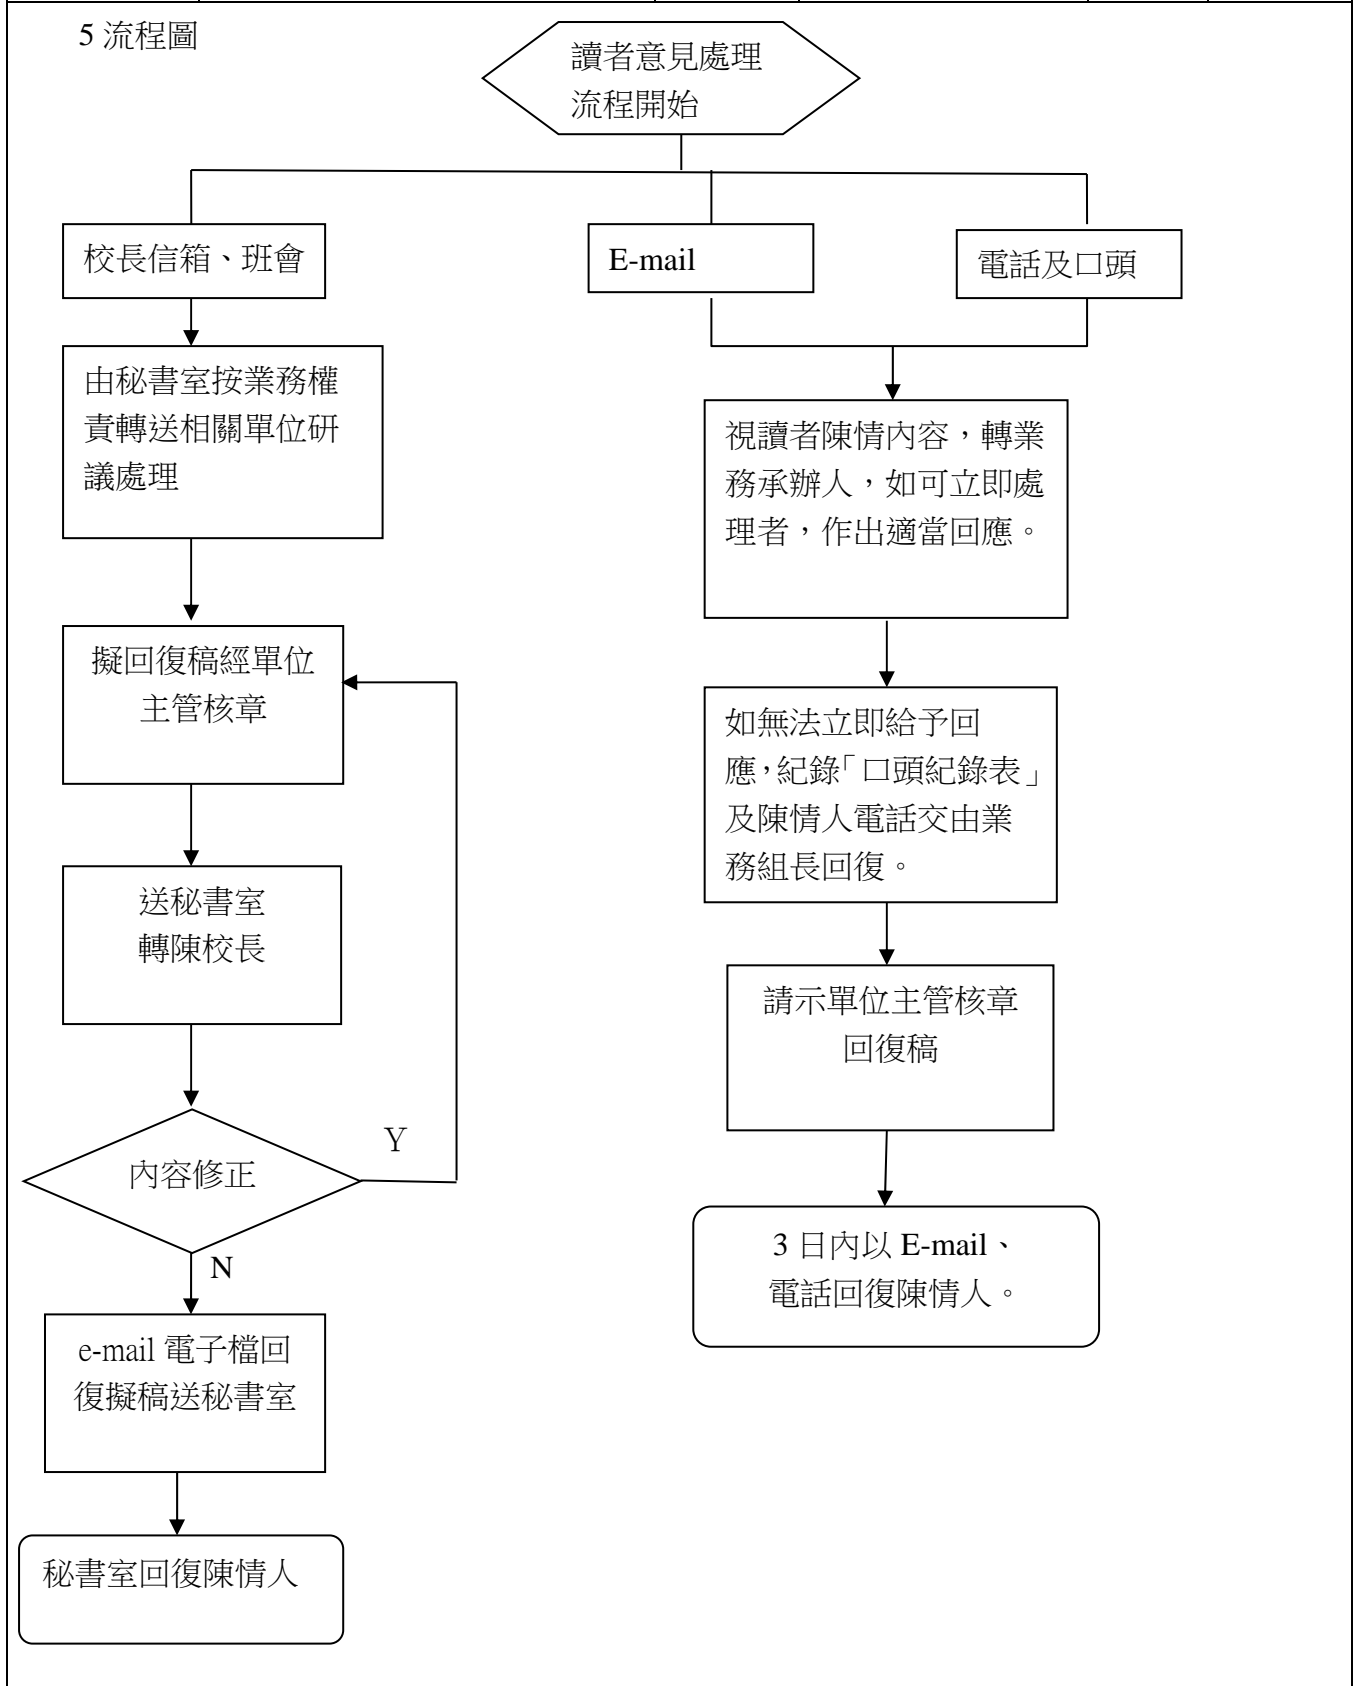 5 流程圖
讀者意見處理
流程開始
校長信箱、班會
E-mail
電話及口頭
由秘書室按業務權
責轉送相關單位研
議處理
視讀者陳情內容，轉業
務承辦人，如可立即處
理者，作出適當回應。
擬回復稿經單位
主管核章
如無法立即給予回
應，紀錄「口頭紀錄表」
及陳情人電話交由業
務組長回復。
送秘書室
轉陳校長
請示單位主管核章
回復稿
內容修正
Y
N
3 日內以 E-mail、
電話回復陳情人。
e-mail 電子檔回
復擬稿送秘書室
秘書室回復陳情人